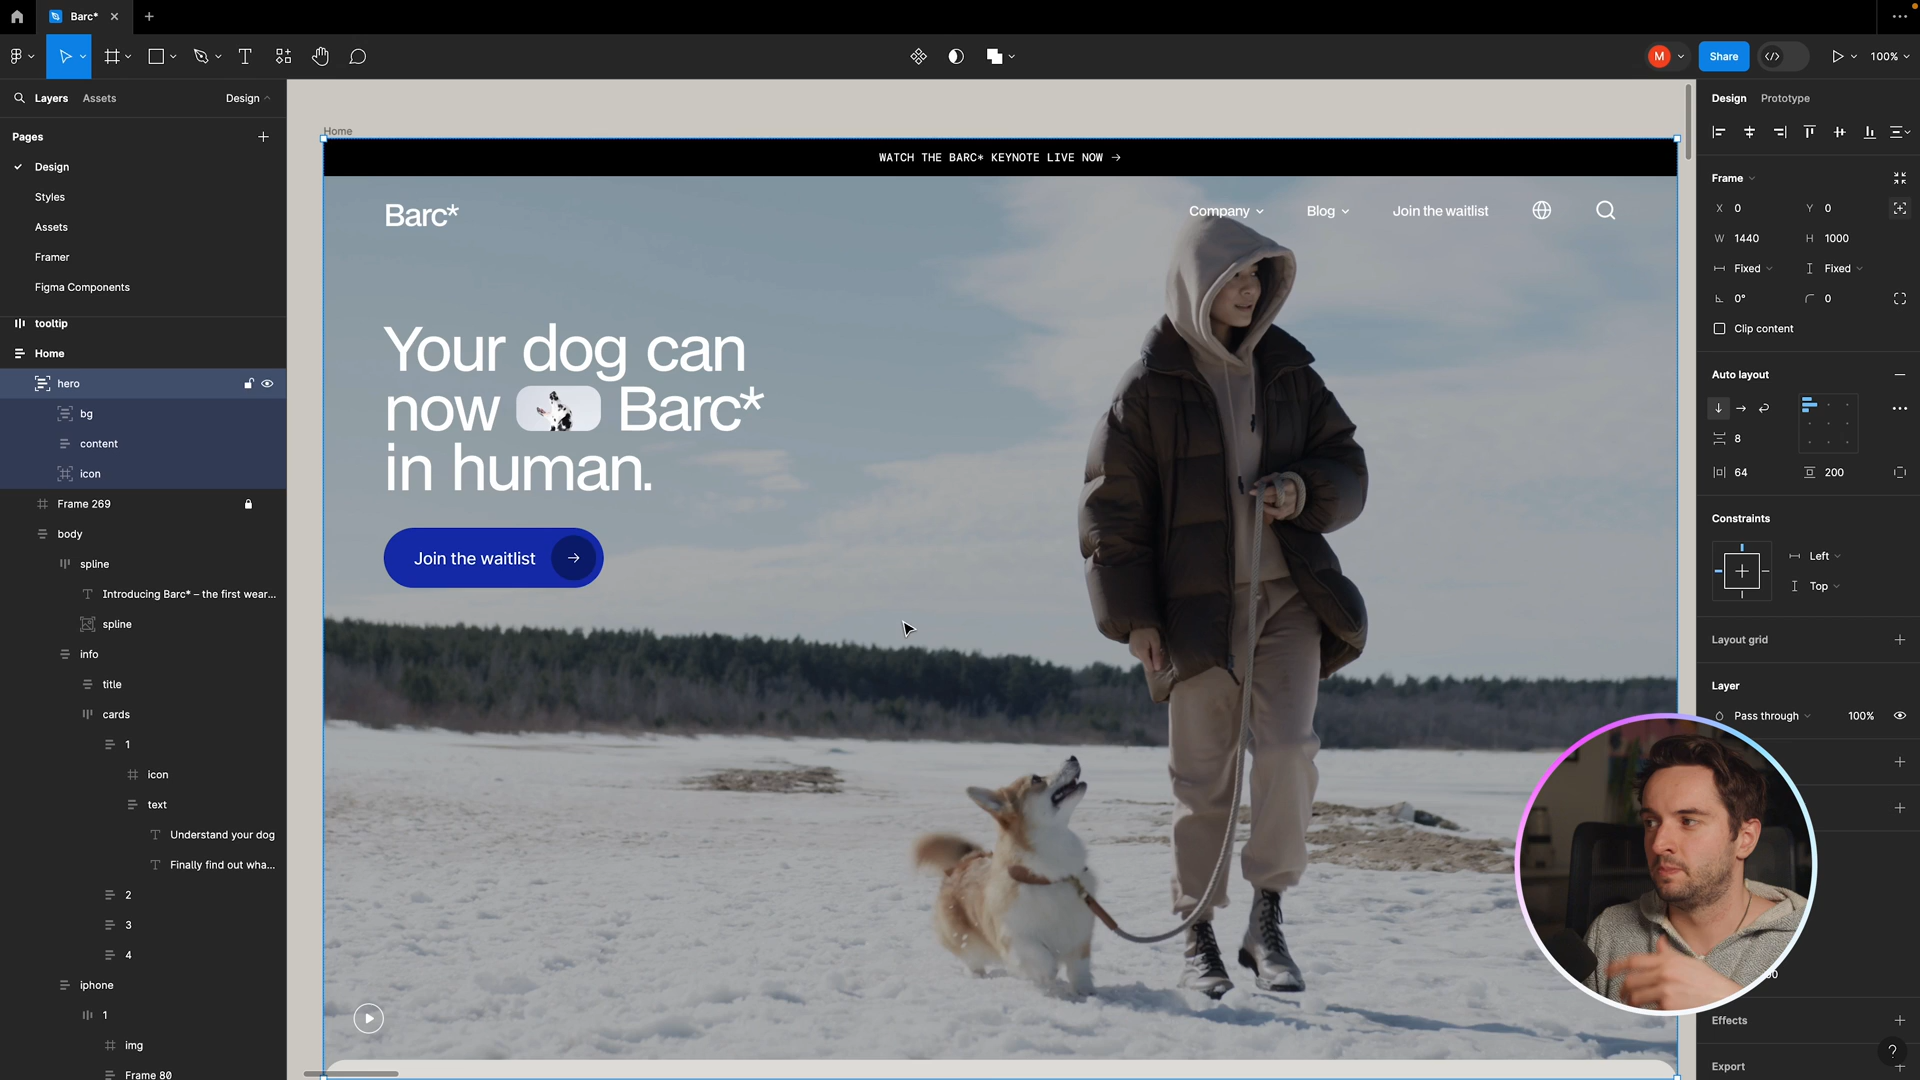 Barc*
Layers
Assets
Design
M
Share
100%
Design
Prototype
Pages
Design
Styles
Assets
Framer
Figma Components
tooltip
Home
hero
bg
content
icon
Frame 269
body
spline
Introducing Barc* – the first wear...
spline
info
title
cards
1
icon
text
Understand your dog
Finally find out wha...
2
3
4
iphone
1
img
Frame 80
Home
WATCH THE BARC* KEYNOTE LIVE NOW →
Barc*
Company
Blog
Join the waitlist
Your dog can
now Barc*
in human.
Join the waitlist
Frame
X 0
Y 0
W 1440
H 1000
Fixed
Fixed
0°
0
Clip content
Auto layout
8
64
200
Constraints
Left
Top
Layout grid
Layer
Pass through
100%
Effects
Export
?